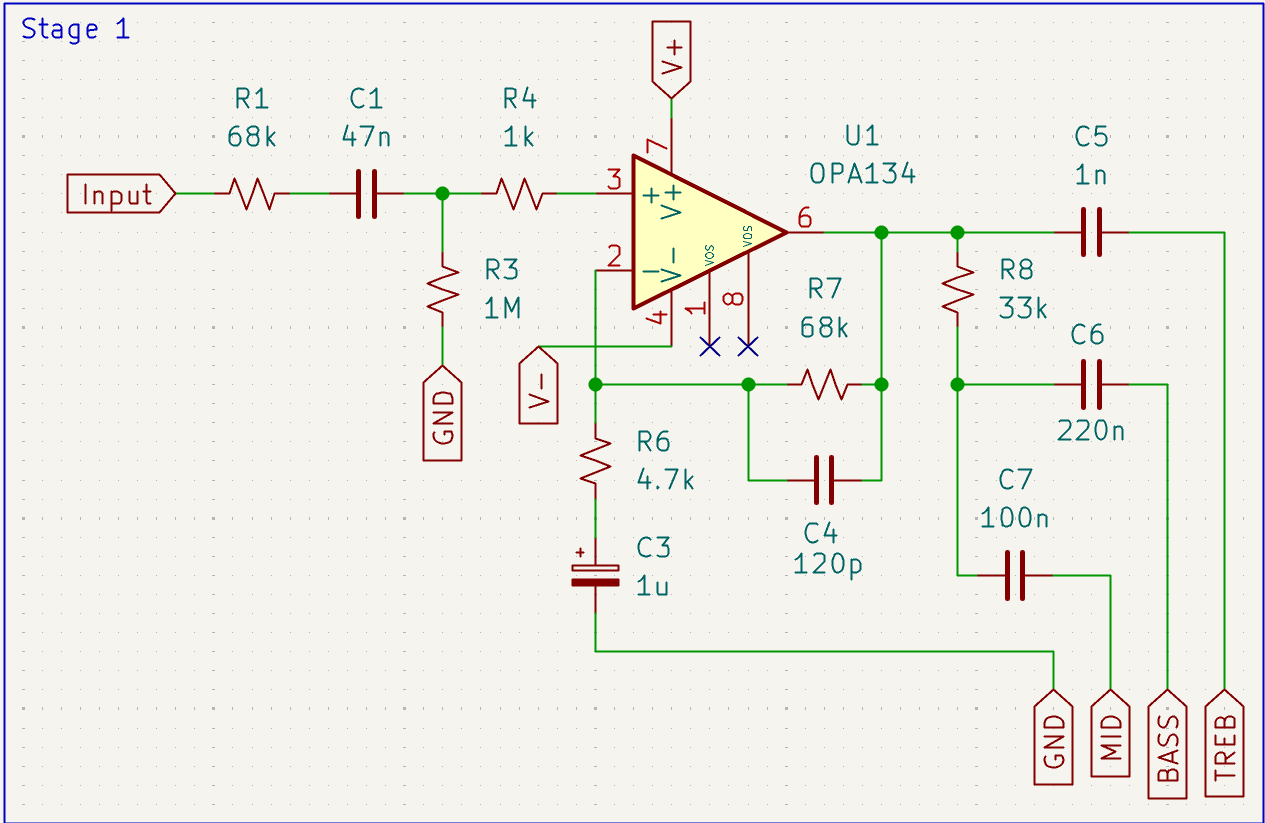 Stage 1
V+
R1
68k
C1
47n
R4
1k
U1
OPA134
C5
1n
Input
3
7
+
V+
6
2
−
V-
VOS
VOS
4
1
8
R3
1M
R7
68k
R8
33k
C6
220n
GND
V-
R6
4.7k
C4
120p
C7
100n
+
C3
1u
GND
MID
BASS
TREB